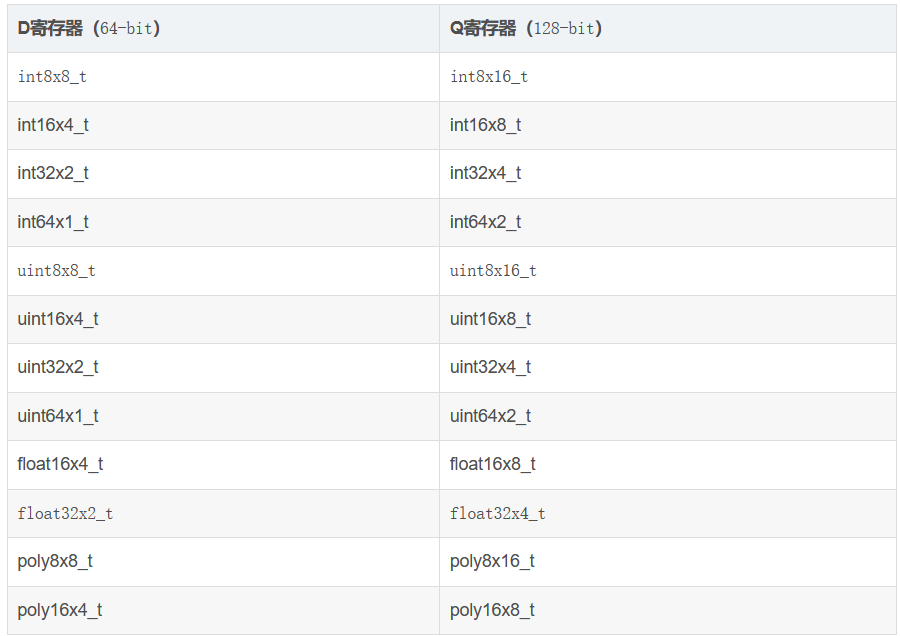 D寄存器（64-bit） Q寄存器（128-bit）
int8x8_t int8x16_t
int16x4_t int16x8_t
int32x2_t int32x4_t
int64x1_t int64x2_t
uint8x8_t uint8x16_t
uint16x4_t uint16x8_t
uint32x2_t uint32x4_t
uint64x1_t uint64x2_t
float16x4_t float16x8_t
float32x2_t float32x4_t
poly8x8_t poly8x16_t
poly16x4_t poly16x8_t